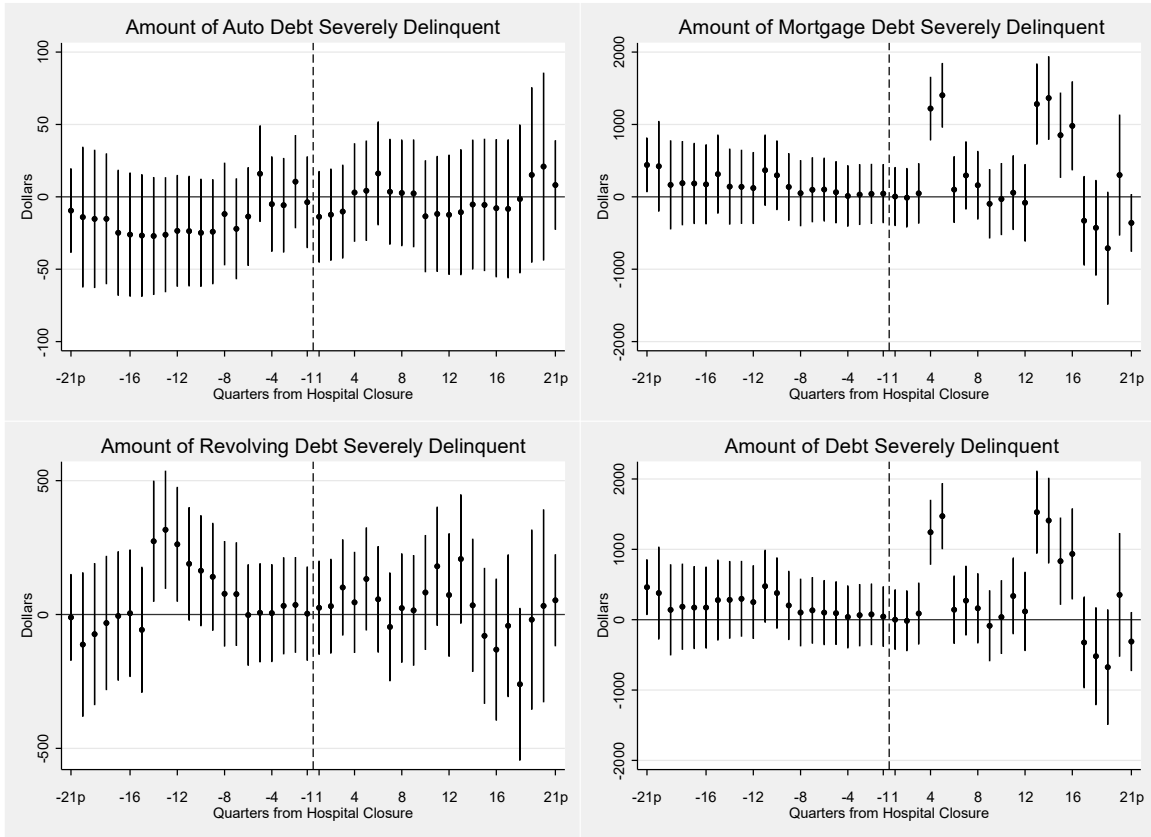 Amount of Auto Debt Severely Delinquent
100
50
0
-50
-100
Dollars
-21p -16 -12 -8 -4 -11 4 8 12 16 21p
Quarters from Hospital Closure
Amount of Mortgage Debt Severely Delinquent
2000
1000
0
-1000
-2000
Dollars
-21p -16 -12 -8 -4 -11 4 8 12 16 21p
Quarters from Hospital Closure
Amount of Revolving Debt Severely Delinquent
500
0
-500
Dollars
-21p -16 -12 -8 -4 -11 4 8 12 16 21p
Quarters from Hospital Closure
Amount of Debt Severely Delinquent
2000
1000
0
-1000
-2000
Dollars
-21p -16 -12 -8 -4 -11 4 8 12 16 21p
Quarters from Hospital Closure